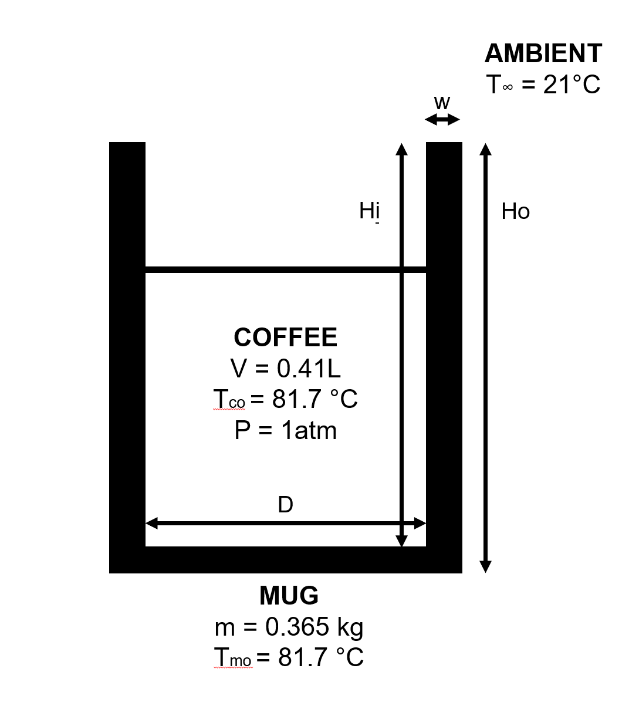 AMBIENT
T∞ = 21°C
w
Hi
Ho
COFFEE
V = 0.41L
Tco = 81.7 °C
P = 1atm
D
MUG
m = 0.365 kg
Tmo = 81.7 °C